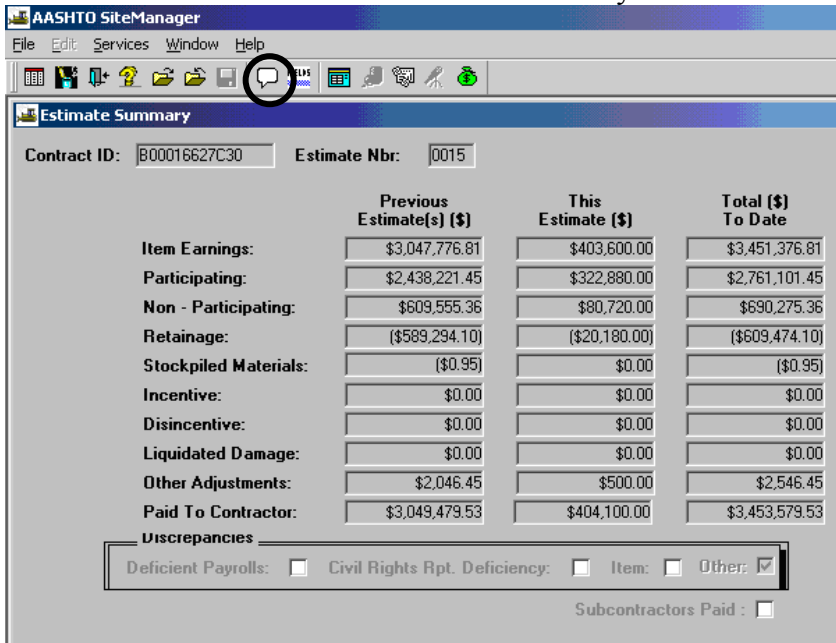 AASHTO SiteManager
File Edit Services Window Help
Estimate Summary
Contract ID: B00016627C30 Estimate Nbr: 0015
Previous Estimate(s) ($) This Estimate ($) Total ($) To Date
Item Earnings: $3,047,776.81 $403,600.00 $3,451,376.81
Participating: $2,438,221.45 $322,880.00 $2,761,101.45
Non - Participating: $609,555.36 $80,720.00 $690,275.36
Retainage: ($589,294.10) ($20,180.00) ($609,474.10)
Stockpiled Materials: ($0.95) $0.00 ($0.95)
Incentive: $0.00 $0.00 $0.00
Disincentive: $0.00 $0.00 $0.00
Liquidated Damage: $0.00 $0.00 $0.00
Other Adjustments: $2,046.45 $500.00 $2,546.45
Paid To Contractor: $3,049,479.53 $404,100.00 $3,453,579.53
Discrepancies
Deficient Payrolls: Civil Rights Rpt. Deficiency: Item: Other:
Subcontractors Paid :